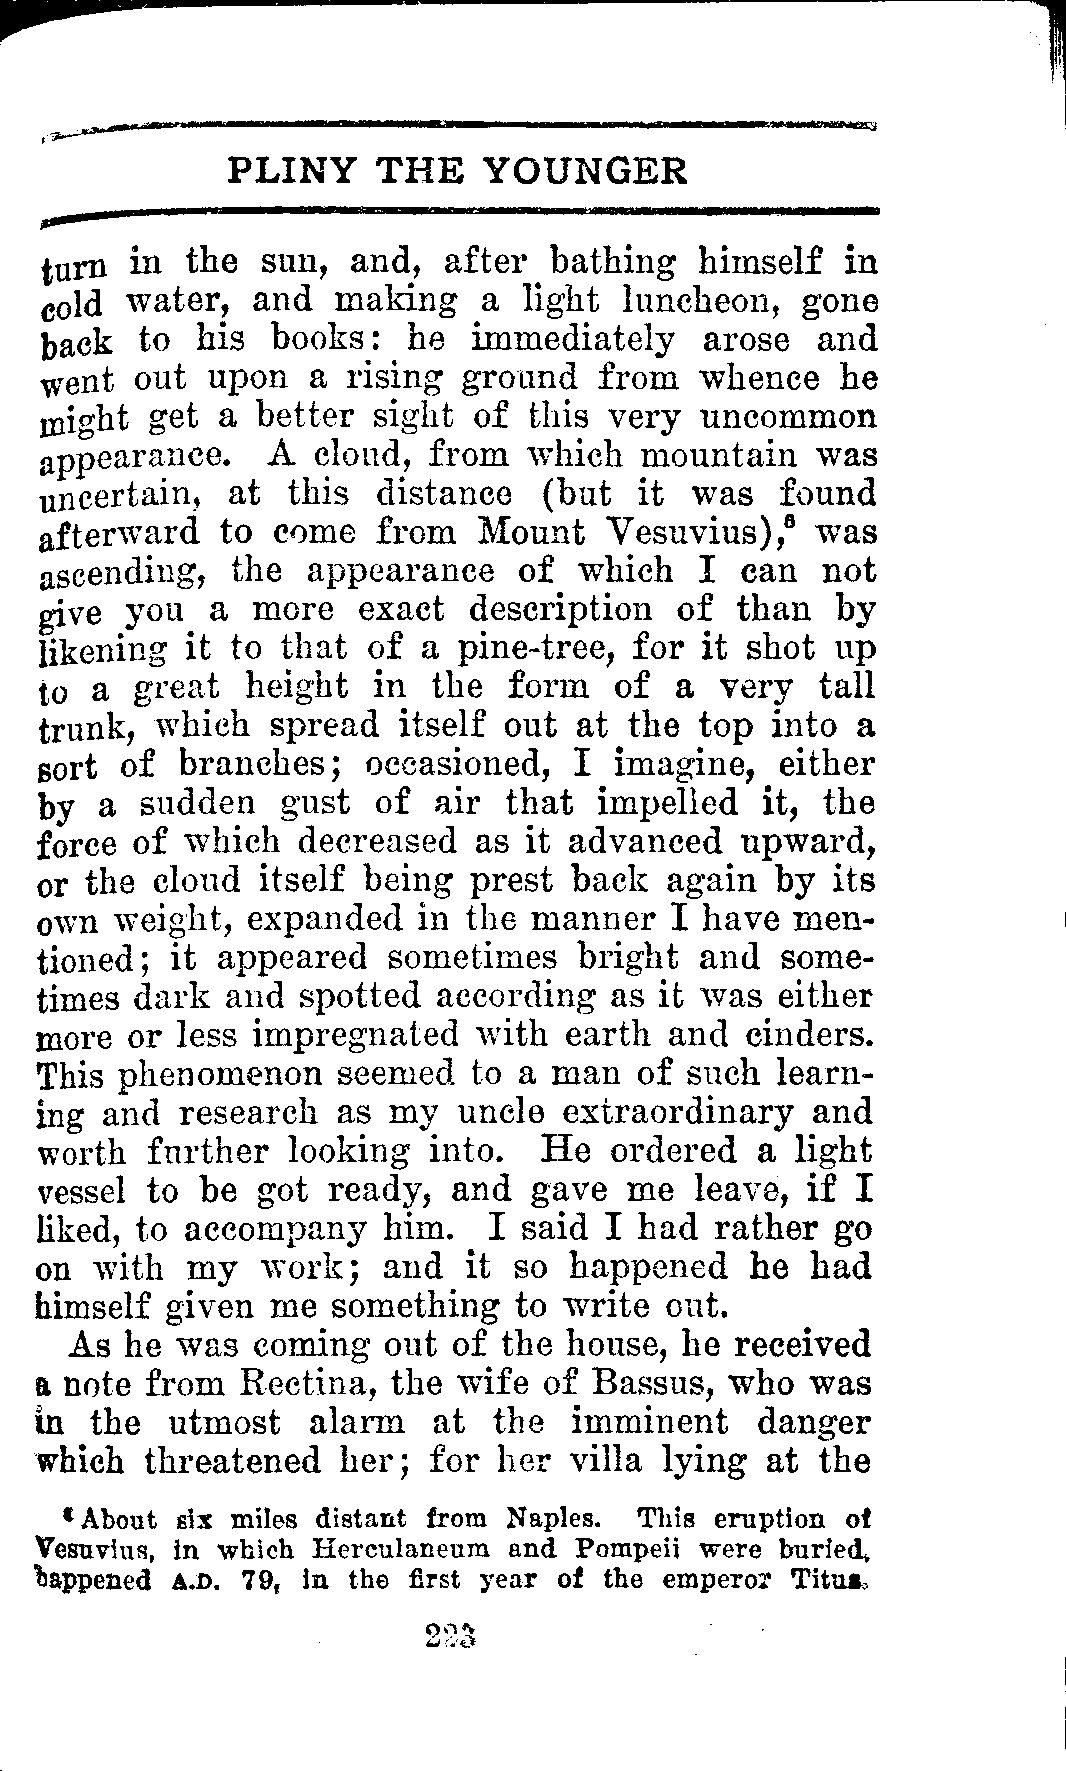 PLINY THE YOUNGER
turn in the sun, and, after bathing himself in
cold water, and making a light luncheon, gone
back to his books: he immediately arose and
went out upon a rising ground from whence he
might get a better sight of this very uncommon
appearance. A cloud, from which mountain was
uncertain, at this distance (but it was found
afterward to come from Mount Vesuvius),⁶ was
ascending, the appearance of which I can not
give you a more exact description of than by
likening it to that of a pine-tree, for it shot up
to a great height in the form of a very tall
trunk, which spread itself out at the top into a
sort of branches; occasioned, I imagine, either
by a sudden gust of air that impelled it, the
force of which decreased as it advanced upward,
or the cloud itself being prest back again by its
own weight, expanded in the manner I have men-
tioned; it appeared sometimes bright and some-
times dark and spotted according as it was either
more or less impregnated with earth and cinders.
This phenomenon seemed to a man of such learn-
ing and research as my uncle extraordinary and
worth further looking into. He ordered a light
vessel to be got ready, and gave me leave, if I
liked, to accompany him. I said I had rather go
on with my work; and it so happened he had
himself given me something to write out.
As he was coming out of the house, he received
a note from Rectina, the wife of Bassus, who was
in the utmost alarm at the imminent danger
which threatened her; for her villa lying at the
⁶ About six miles distant from Naples. This eruption of
Vesuvius, in which Herculaneum and Pompeii were buried,
happened A.D. 79, in the first year of the emperor Titus.
223